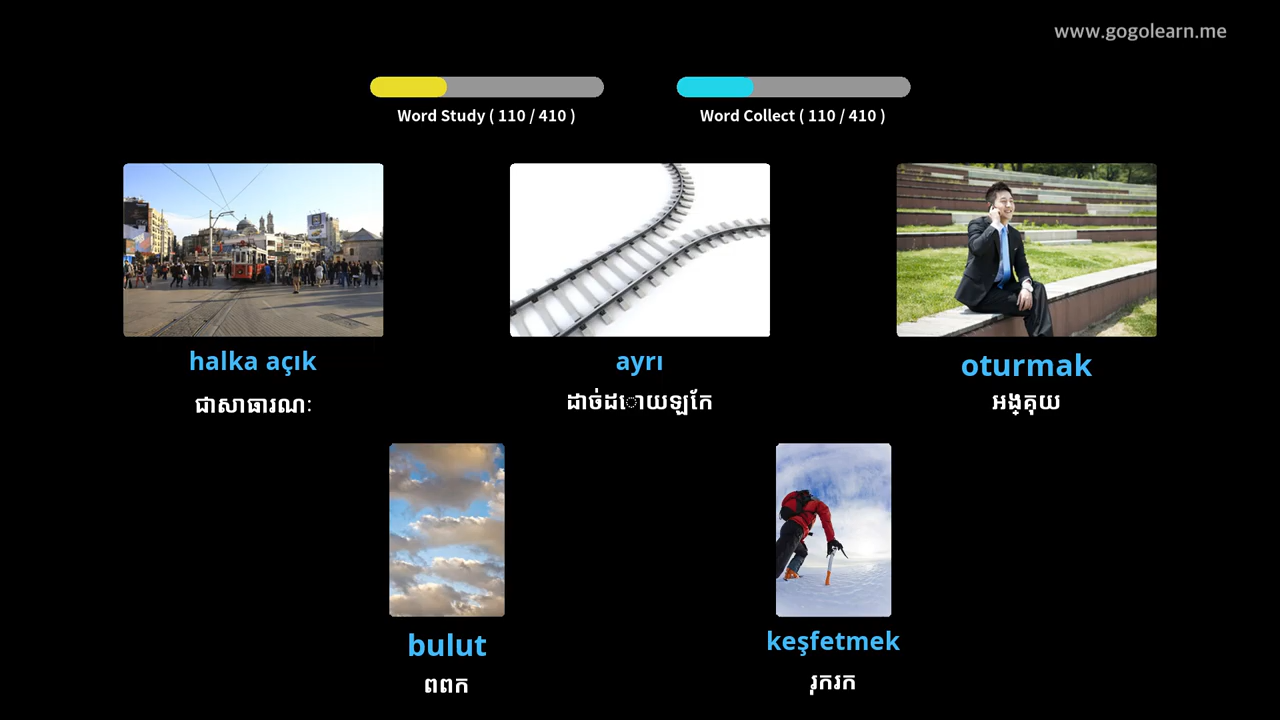 www.gogolearn.me
Word Study ( 110 / 410 )
Word Collect ( 110 / 410 )
halka açık
ayrı
oturmak
ជាសាធារណៈ
ដាច់ដោយឡកែ
អង្គុយ
bulut
keşfetmek
ពពក
រុករក